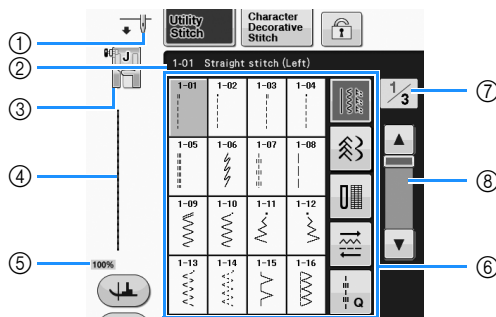 Utility
Stitch
Character
Decorative
Stitch
①
②
1-01 Straight stitch (Left)
J
③
④
⑤
100%
1-01 1-02 1-03 1-04
1-05 1-06 1-07 1-08
1-09 1-10 1-11 1-12
1-13 1-14 1-15 1-16
Q
1/3
⑦
⑧
⑥